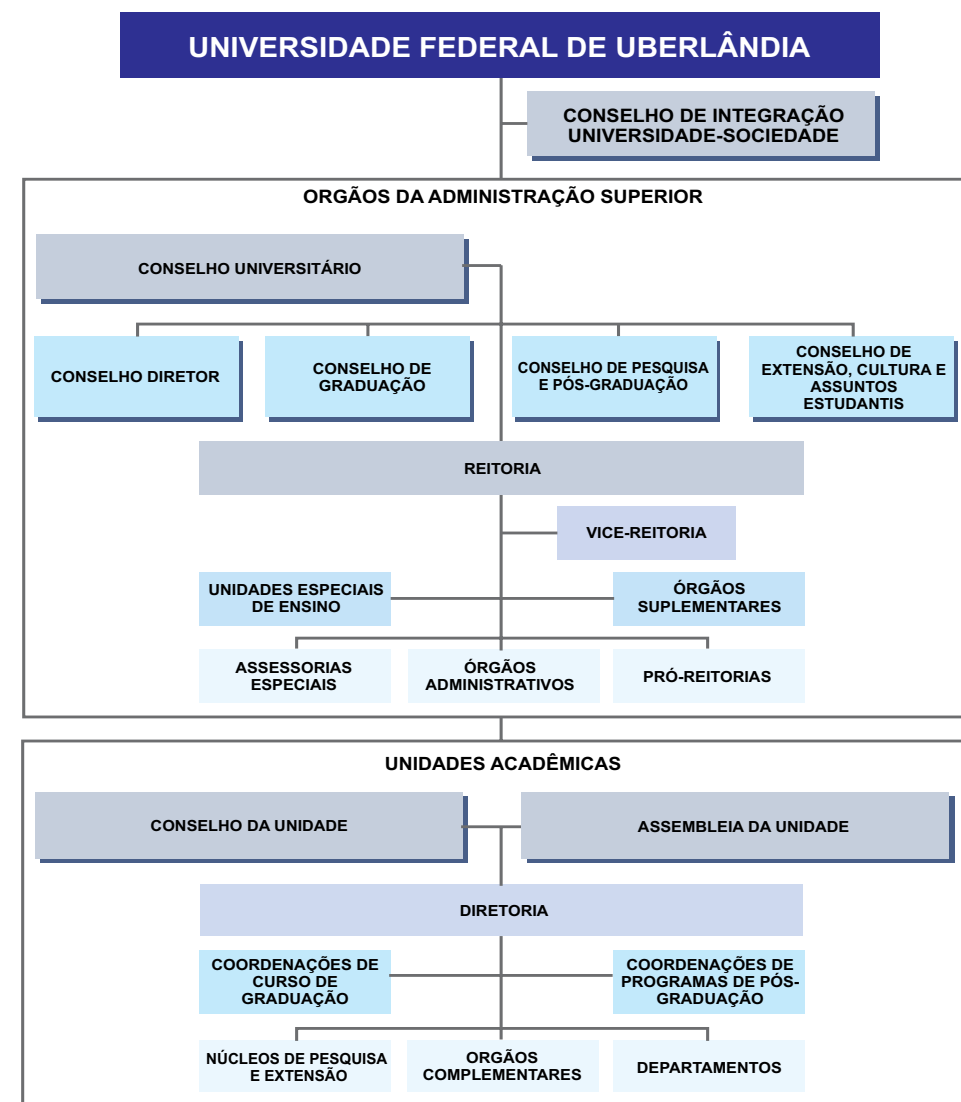 UNIVERSIDADE FEDERAL DE UBERLÂNDIA
CONSELHO DE INTEGRAÇÃO
UNIVERSIDADE-SOCIEDADE
ORGÃOS DA ADMINISTRAÇÃO SUPERIOR
CONSELHO UNIVERSITÁRIO
CONSELHO DIRETOR
CONSELHO DE
GRADUAÇÃO
CONSELHO DE PESQUISA
E PÓS-GRADUAÇÃO
CONSELHO DE
EXTENSÃO, CULTURA E
ASSUNTOS
ESTUDANTIS
REITORIA
VICE-REITORIA
UNIDADES ESPECIAIS
DE ENSINO
ÓRGÃOS
SUPLEMENTARES
ASSESSORIAS
ESPECIAIS
ÓRGÃOS
ADMINISTRATIVOS
PRÓ-REITORIAS
UNIDADES ACADÊMICAS
CONSELHO DA UNIDADE
ASSEMBLEIA DA UNIDADE
DIRETORIA
COORDENAÇÕES DE
CURSO DE
GRADUAÇÃO
COORDENAÇÕES DE
PROGRAMAS DE PÓS-
GRADUAÇÃO
NÚCLEOS DE PESQUISA
E EXTENSÃO
ORGÃOS
COMPLEMENTARES
DEPARTAMENTOS